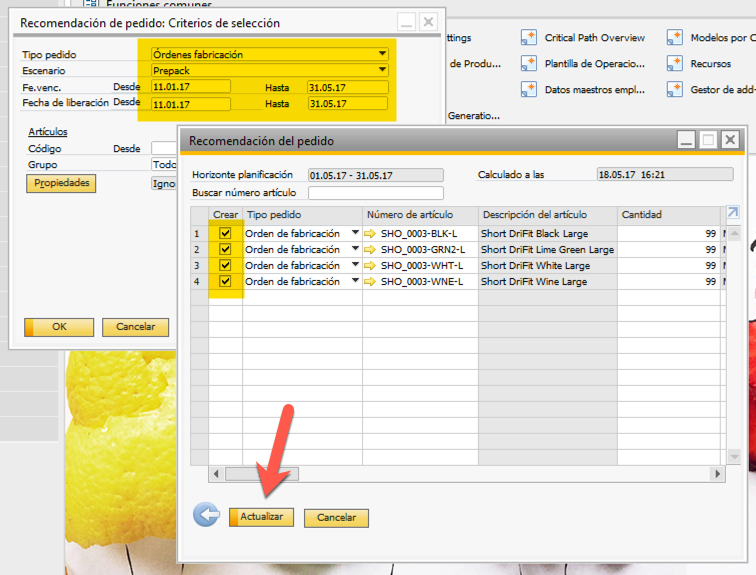 Funciones comunes
Recomendación de pedido: Criterios de selección
Tipo pedido Órdenes fabricación
Escenario Prepack
Fe.venc. Desde 11.01.17 Hasta 31.05.17
Fecha de liberación Desde 11.01.17 Hasta 31.05.17
Artículos
Código Desde
Grupo Todo
Propiedades Igno
OK Cancelar
ttings Critical Path Overview Modelos por C
de Produ... Plantilla de Operacio... Recursos
Datos maestros empl... Gestor de add-
Generatio...
Recomendación del pedido
Horizonte planificación 01.05.17 - 31.05.17 Calculado a las 18.05.17 16:21
Buscar número artículo
Crear Tipo pedido Número de artículo Descripción del artículo Cantidad
1 Orden de fabricación SHO_0003-BLK-L Short DriFit Black Large 99
2 Orden de fabricación SHO_0003-GRN2-L Short DriFit Lime Green Large 99
3 Orden de fabricación SHO_0003-WHT-L Short DriFit White Large 99
4 Orden de fabricación SHO_0003-WNE-L Short DriFit Wine Large 99
Actualizar Cancelar